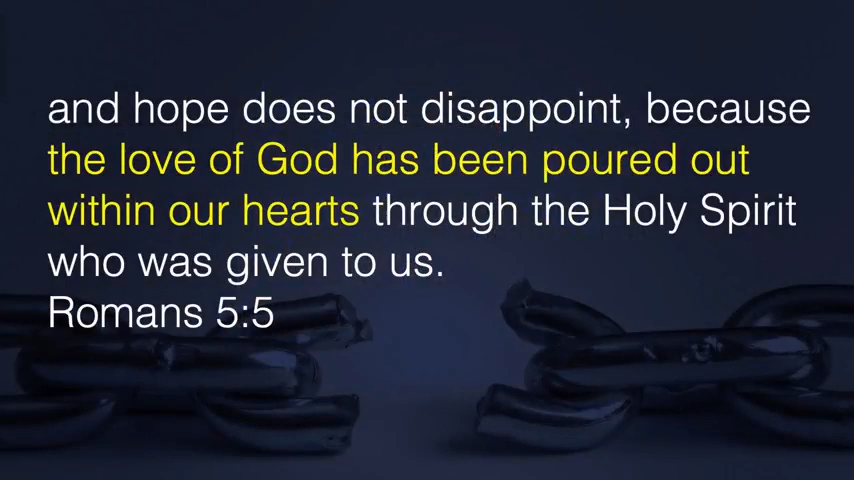 and hope does not disappoint, because
the love of God has been poured out
within our hearts through the Holy Spirit
who was given to us.
Romans 5:5